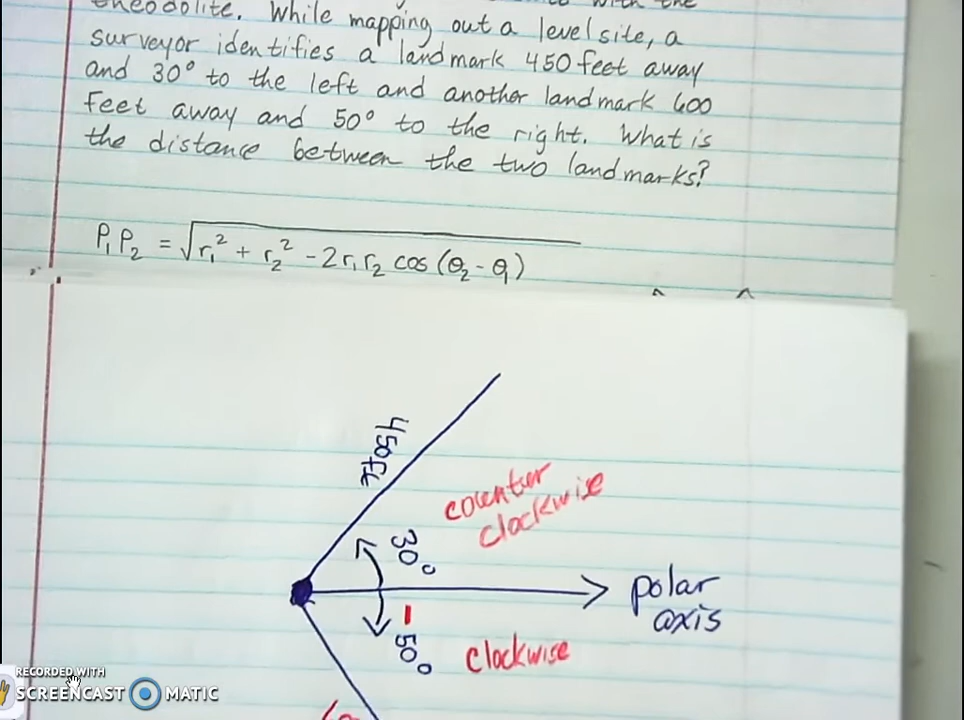 theodolite. While mapping out a level site, a
surveyor identifies a landmark 450 feet away
and 30° to the left and another landmark 600
feet away and 50° to the right. What is
the distance between the two landmarks?
P₁P₂ = √r₁² + r₂² - 2r₁r₂ cos (θ₂ - θ₁)
450ft
counter
clockwise
30°
polar
axis
-50°
clockwise
RECORDED WITH
SCREENCAST MATIC